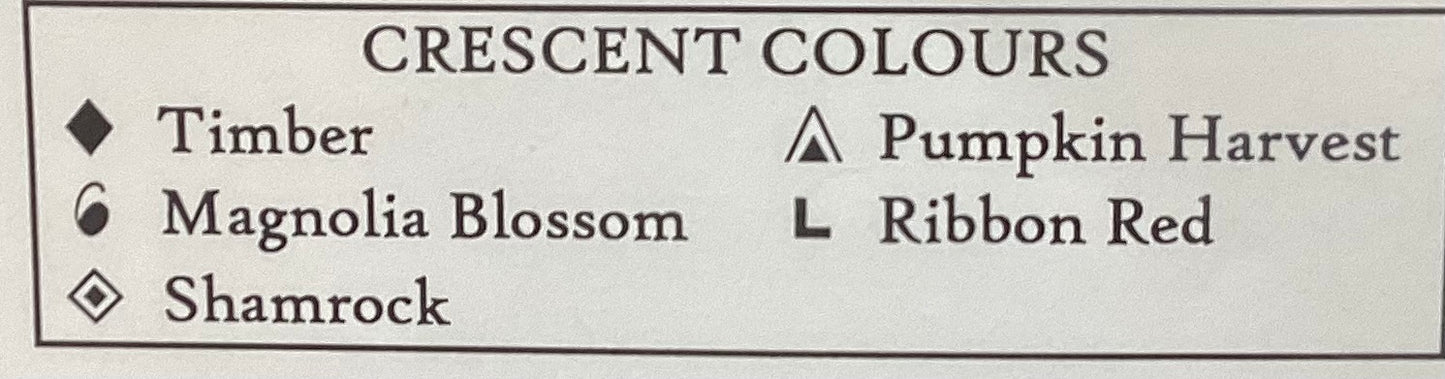 CRESCENT COLOURS
Timber
Magnolia Blossom
Shamrock
Pumpkin Harvest
Ribbon Red